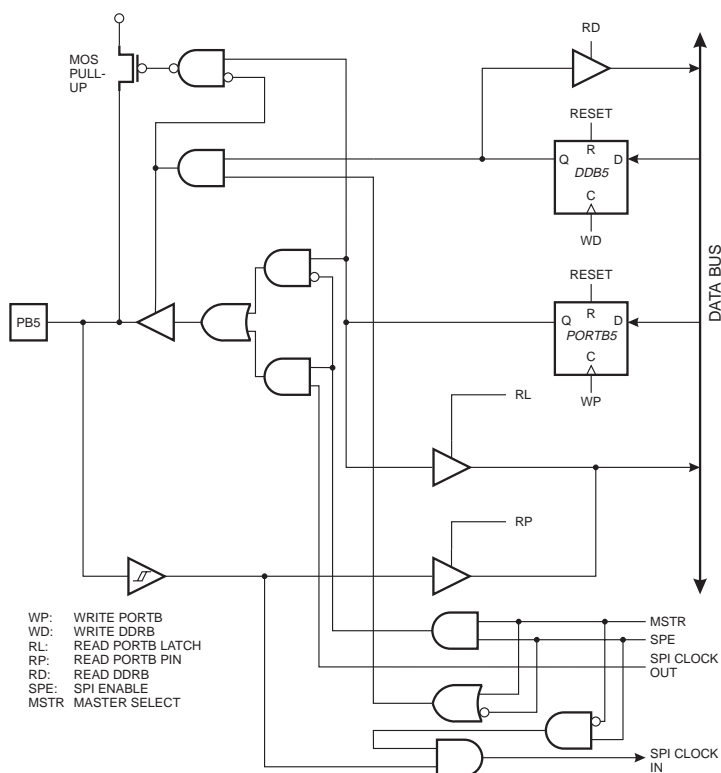 RD
MOS
PULL-
UP
RESET
R
Q
D
DDB5
C
WD
DATA BUS
RESET
R
Q
D
PORTB5
C
WP
PB5
RL
RP
WP: WRITE PORTB
WD: WRITE DDRB
RL: READ PORTB LATCH
RP: READ PORTB PIN
RD: READ DDRB
SPE: SPI ENABLE
MSTR MASTER SELECT
MSTR
SPE
SPI CLOCK
OUT
SPI CLOCK
IN